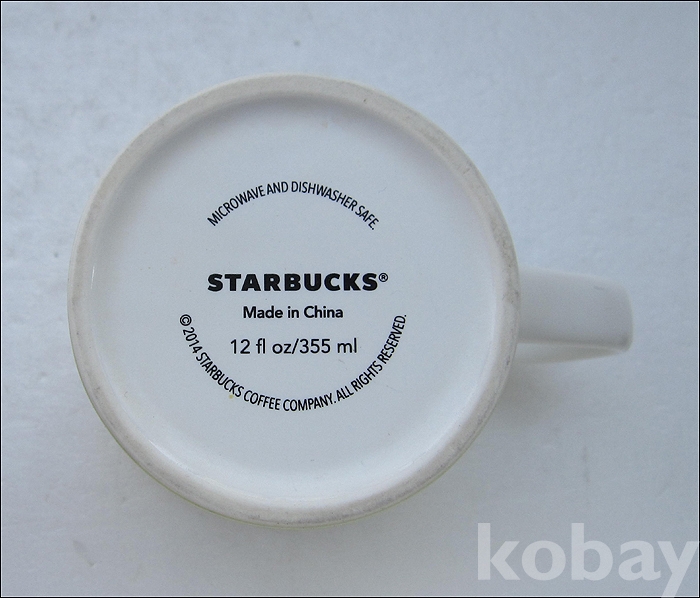 MICROWAVE AND DISHWASHER SAFE.
STARBUCKS®
Made in China
12 fl oz/355 ml
© 2014 STARBUCKS COFFEE COMPANY. ALL RIGHTS RESERVED.
kobay